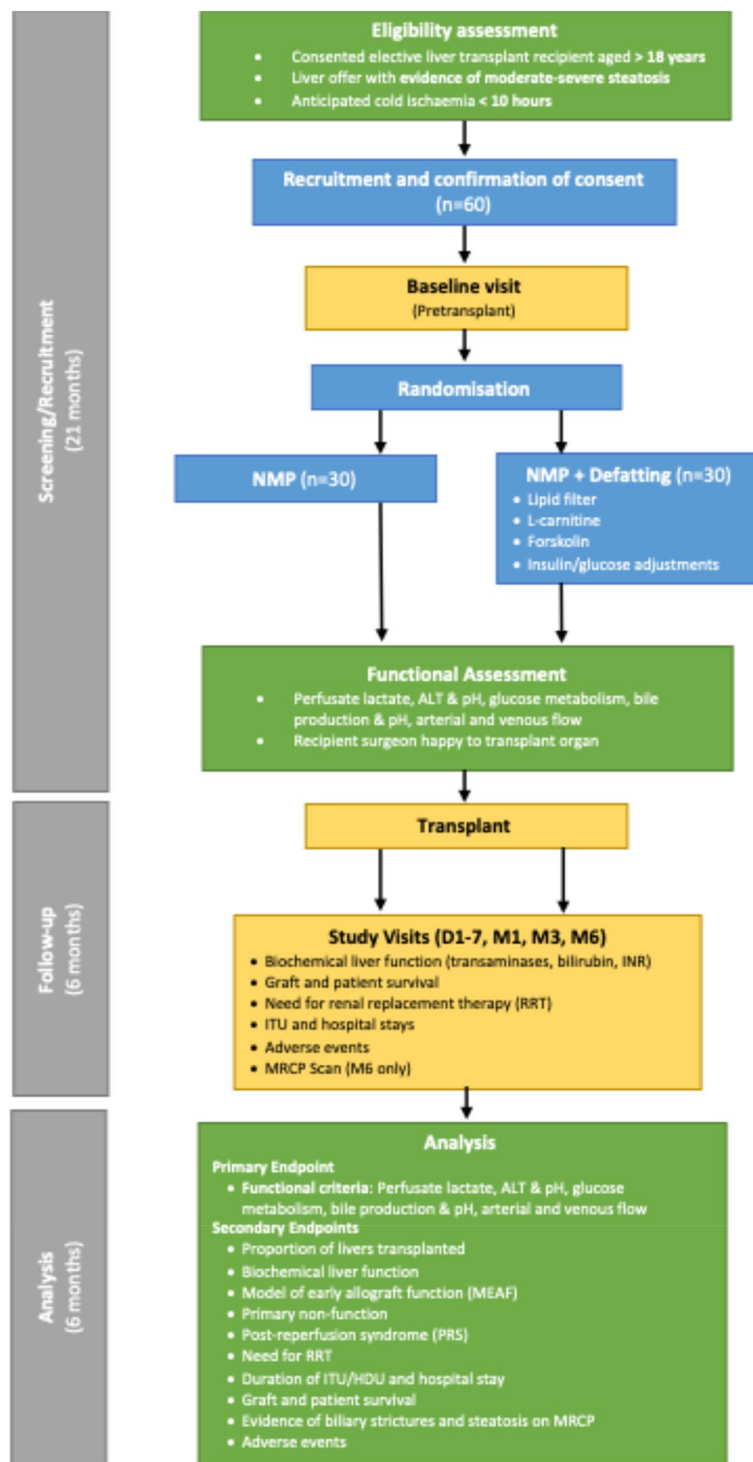 Eligibility assessment
• Consented elective liver transplant recipient aged > 18 years
• Liver offer with evidence of moderate-severe steatosis
• Anticipated cold ischaemia < 10 hours
Recruitment and confirmation of consent
(n=60)
Baseline visit
(Pretransplant)
Randomisation
NMP (n=30)
NMP + Defatting (n=30)
• Lipid filter
• L-carnitine
• Forskolin
• Insulin/glucose adjustments
Functional Assessment
• Perfusate lactate, ALT & pH, glucose metabolism, bile
production & pH, arterial and venous flow
• Recipient surgeon happy to transplant organ
Screening/Recruitment
(21 months)
Transplant
Study Visits (D1-7, M1, M3, M6)
• Biochemical liver function (transaminases, bilirubin, INR)
• Graft and patient survival
• Need for renal replacement therapy (RRT)
• ITU and hospital stays
• Adverse events
• MRCP Scan (M6 only)
Follow-up
(6 months)
Analysis
Primary Endpoint
• Functional criteria: Perfusate lactate, ALT & pH, glucose
metabolism, bile production & pH, arterial and venous flow
Secondary Endpoints
• Proportion of livers transplanted
• Biochemical liver function
• Model of early allograft function (MEAF)
• Primary non-function
• Post-reperfusion syndrome (PRS)
• Need for RRT
• Duration of ITU/HDU and hospital stay
• Graft and patient survival
• Evidence of biliary strictures and steatosis on MRCP
• Adverse events
Analysis
(6 months)